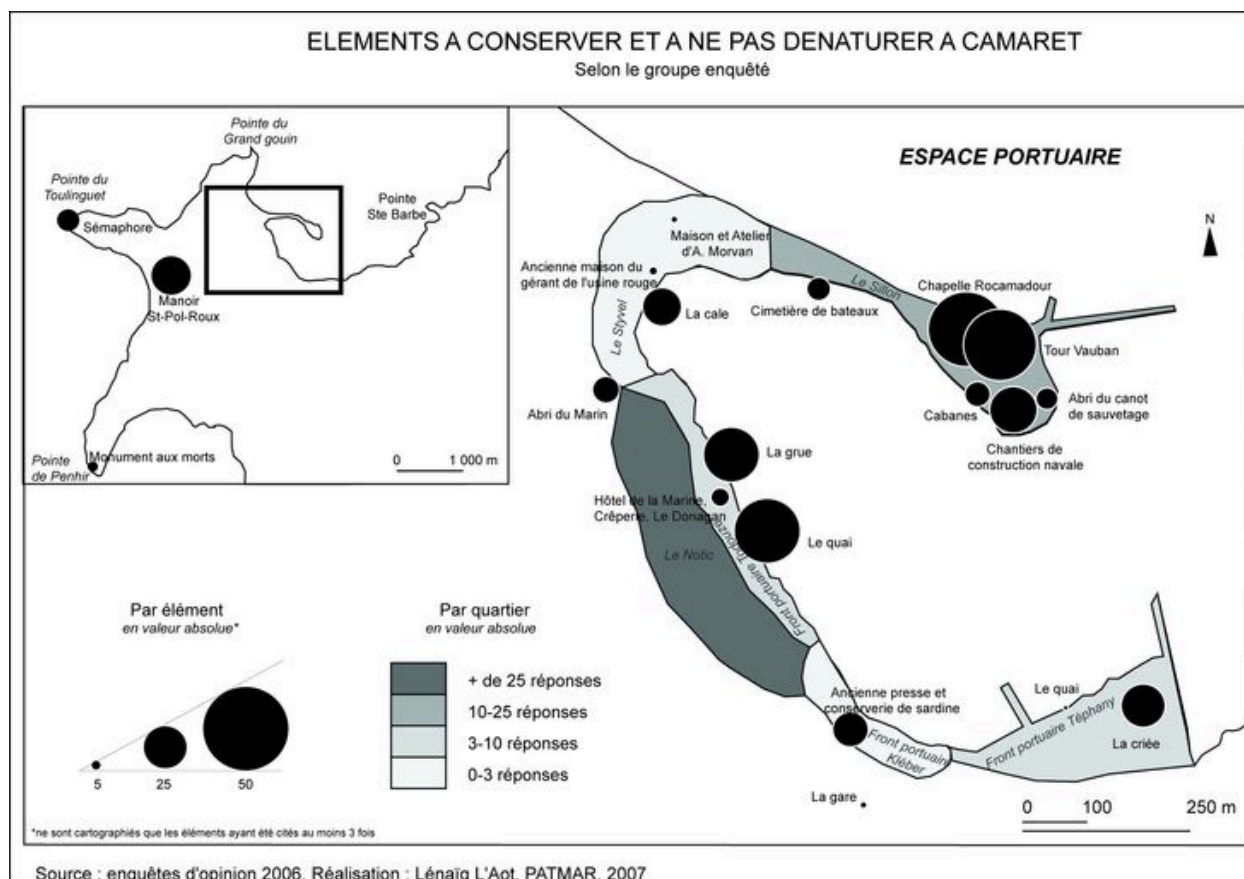 ELEMENTS A CONSERVER ET A NE PAS DENATURER A CAMARET
Selon le groupe enquêté
Pointe du
Grand gouin
Pointe du
Toulinguet
Sémaphore
Pointe
Ste Barbe
Manoir
St-Pol-Roux
Pointe
de Penhir
Monument aux morts
0 1 000 m
ESPACE PORTUAIRE
N
Maison et Atelier
d'A. Morvan
Ancienne maison du
gérant de l'usine rouge
La cale
Le Styvel
Cimetière de bateaux
Le Sillon
Chapelle Rocamadour
Tour Vauban
Cabanes
Abri du canot
de sauvetage
Chantiers de
construction navale
Abri du Marin
La grue
Hôtel de la Marine,
Crêperie, Le Donagan
Le quai
Le Notic
Front portuaire Todouze
Ancienne presse et
conserverie de sardine
Front portuaire
Kléber
La gare
Le quai
Front portuaire Téphany
La criée
0 100 250 m
Par élément
en valeur absolue*
5 25 50
Par quartier
en valeur absolue
+ de 25 réponses
10-25 réponses
3-10 réponses
0-3 réponses
*ne sont cartographiés que les éléments ayant été cités au moins 3 fois
Source : enquêtes d'opinion 2006. Réalisation : Lénaïg L'Aot, PATMAR, 2007